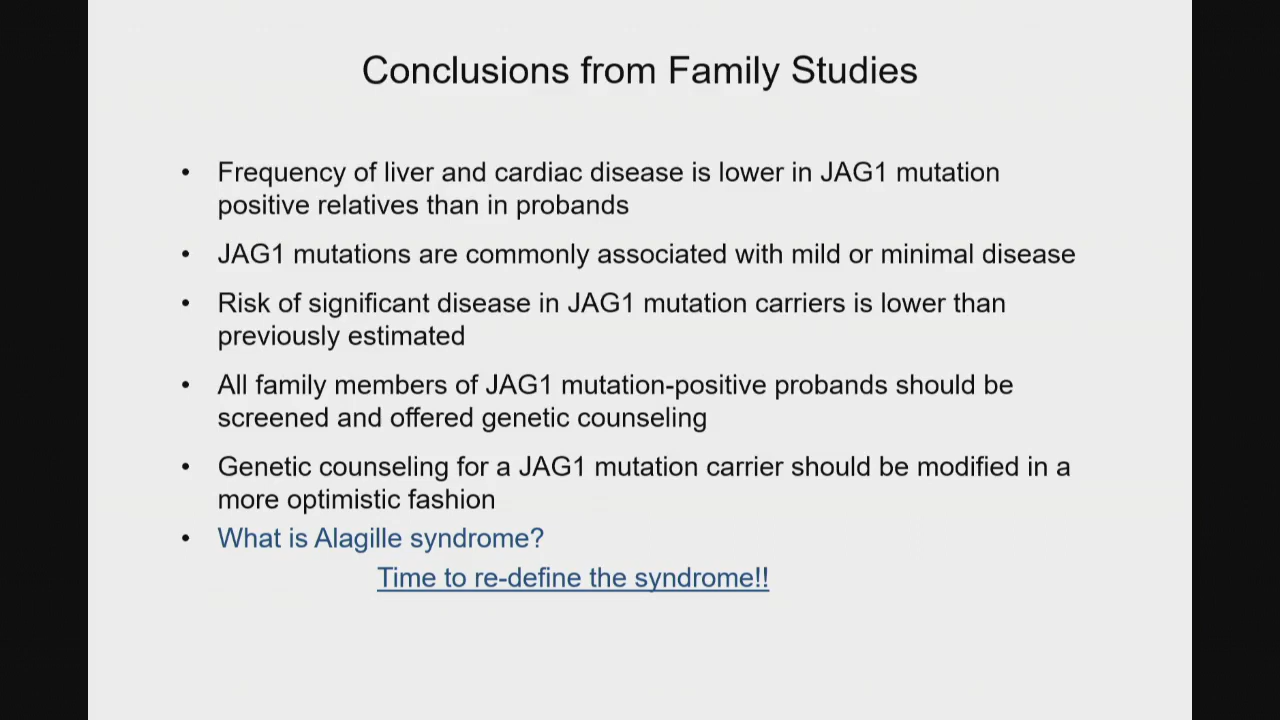 Conclusions from Family Studies
• Frequency of liver and cardiac disease is lower in JAG1 mutation
positive relatives than in probands
• JAG1 mutations are commonly associated with mild or minimal disease
• Risk of significant disease in JAG1 mutation carriers is lower than
previously estimated
• All family members of JAG1 mutation-positive probands should be
screened and offered genetic counseling
• Genetic counseling for a JAG1 mutation carrier should be modified in a
more optimistic fashion
• What is Alagille syndrome?
Time to re-define the syndrome!!